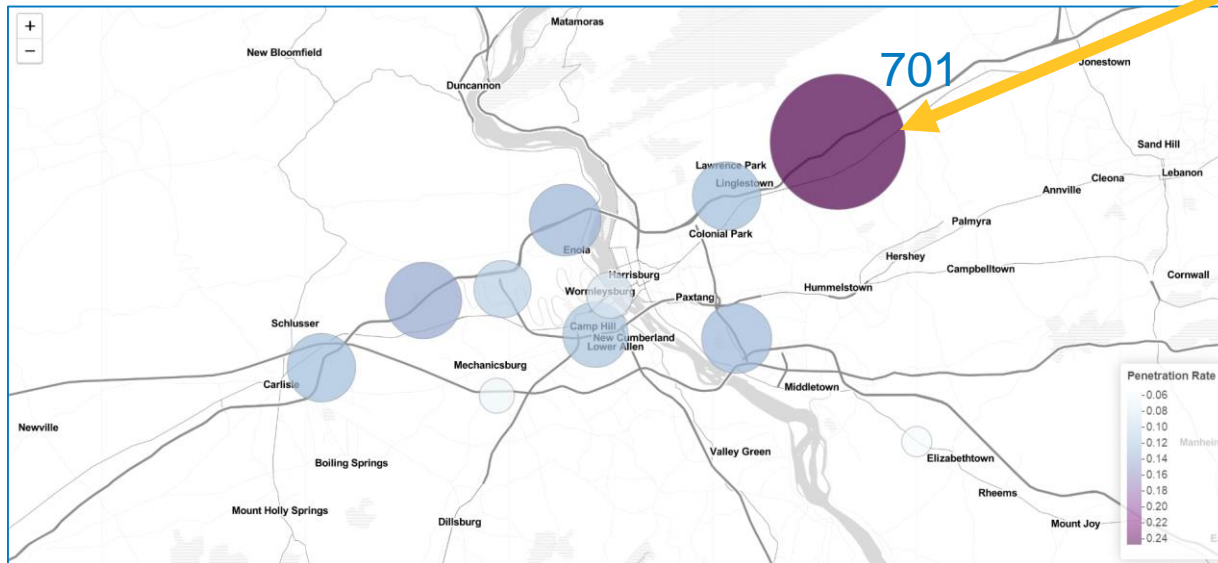 +
−
Matamoras
New Bloomfield
Duncannon
701
Jonestown
Sand Hill
Lawrence Park
Linglestown
Cleona
Lebanon
Annville
Palmyra
Colonial Park
Enola
Hershey
Harrisburg
Campbelltown
Cornwall
Wormleysburg
Paxtang
Hummelstown
Schlusser
Camp Hill
New Cumberland
Lower Allen
Mechanicsburg
Carlisle
Middletown
Penetration Rate
0.06
0.08
0.10
0.12
0.14
0.16
0.18
0.20
0.22
0.24
Newville
Manheim
Valley Green
Elizabethtown
Boiling Springs
Rheems
Mount Holly Springs
Dillsburg
Mount Joy